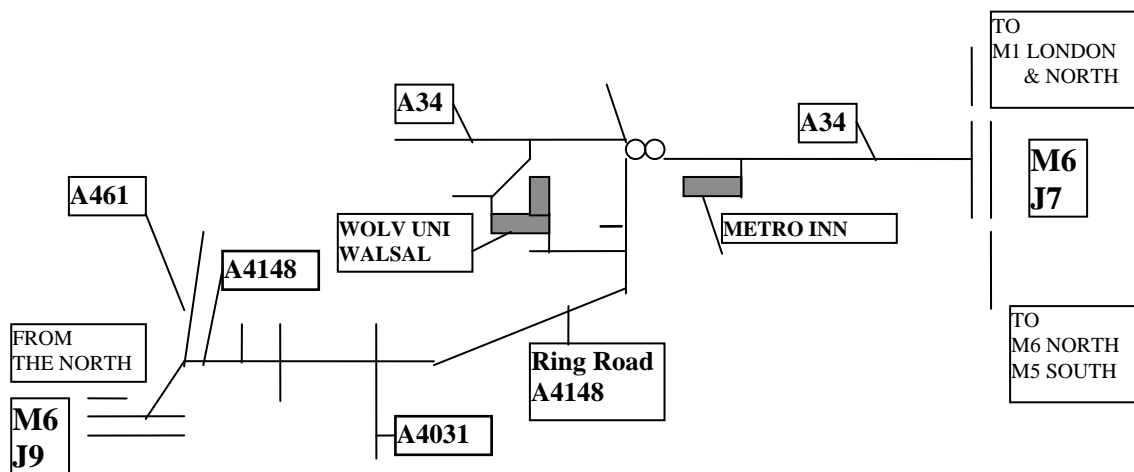 TO
M1 LONDON
& NORTH
A34
A34
M6
J7
A461
WOLV UNI
WALSAL
METRO INN
A4148
FROM
THE NORTH
Ring Road
A4148
TO
M6 NORTH
M5 SOUTH
M6
J9
A4031